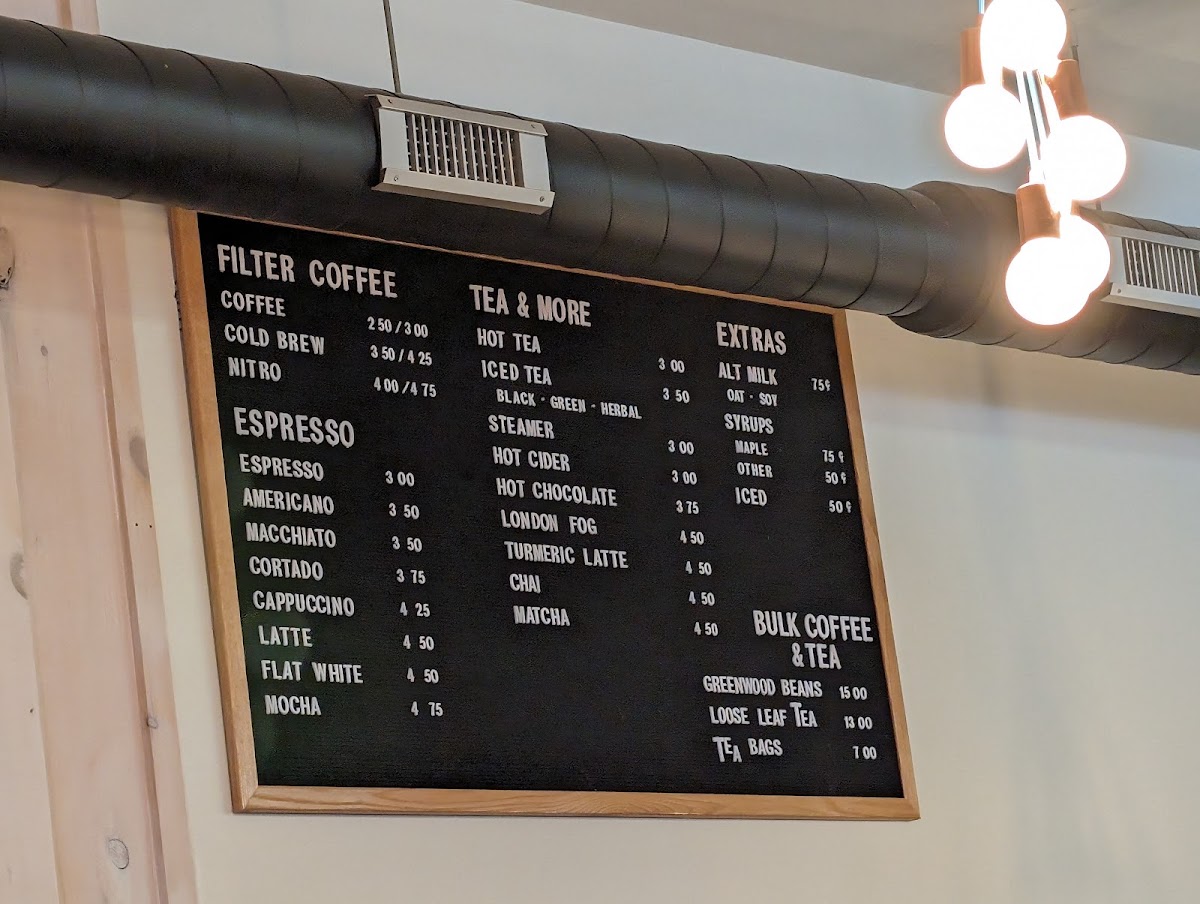 FILTER COFFEE
COFFEE 2 50 / 3 00
COLD BREW 3 50 / 4 25
NITRO 4 00 / 4 75
ESPRESSO
ESPRESSO 3 00
AMERICANO 3 50
MACCHIATO 3 50
CORTADO 3 75
CAPPUCCINO 4 25
LATTE 4 50
FLAT WHITE 4 50
MOCHA 4 75
TEA & MORE
HOT TEA 3 00
ICED TEA 3 50
BLACK - GREEN - HERBAL
STEAMER 3 00
HOT CIDER 3 00
HOT CHOCOLATE 3 75
LONDON FOG 4 50
TURMERIC LATTE 4 50
CHAI 4 50
MATCHA 4 50
EXTRAS
ALT MILK 75¢
OAT - SOY
SYRUPS
MAPLE 75¢
OTHER 50¢
ICED 50¢
BULK COFFEE
& TEA
GREENWOOD BEANS 15 00
LOOSE LEAF TEA 13 00
TEA BAGS 7 00